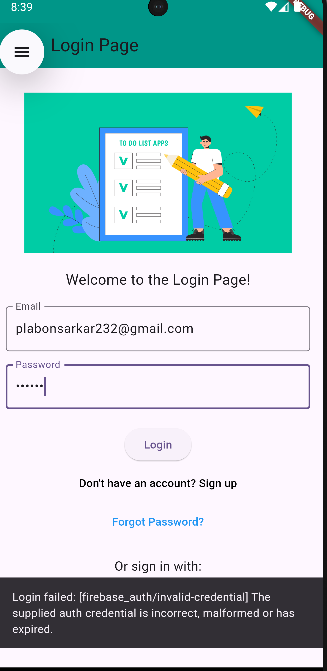 8:39
Login Page
TO DO LIST APPS
V
V
V
Welcome to the Login Page!
Email
plabonsarkar232@gmail.com
Password
••••••
Login
Don't have an account? Sign up
Forgot Password?
Or sign in with:
Login failed: [firebase_auth/invalid-credential] The
supplied auth credential is incorrect, malformed or has
expired.